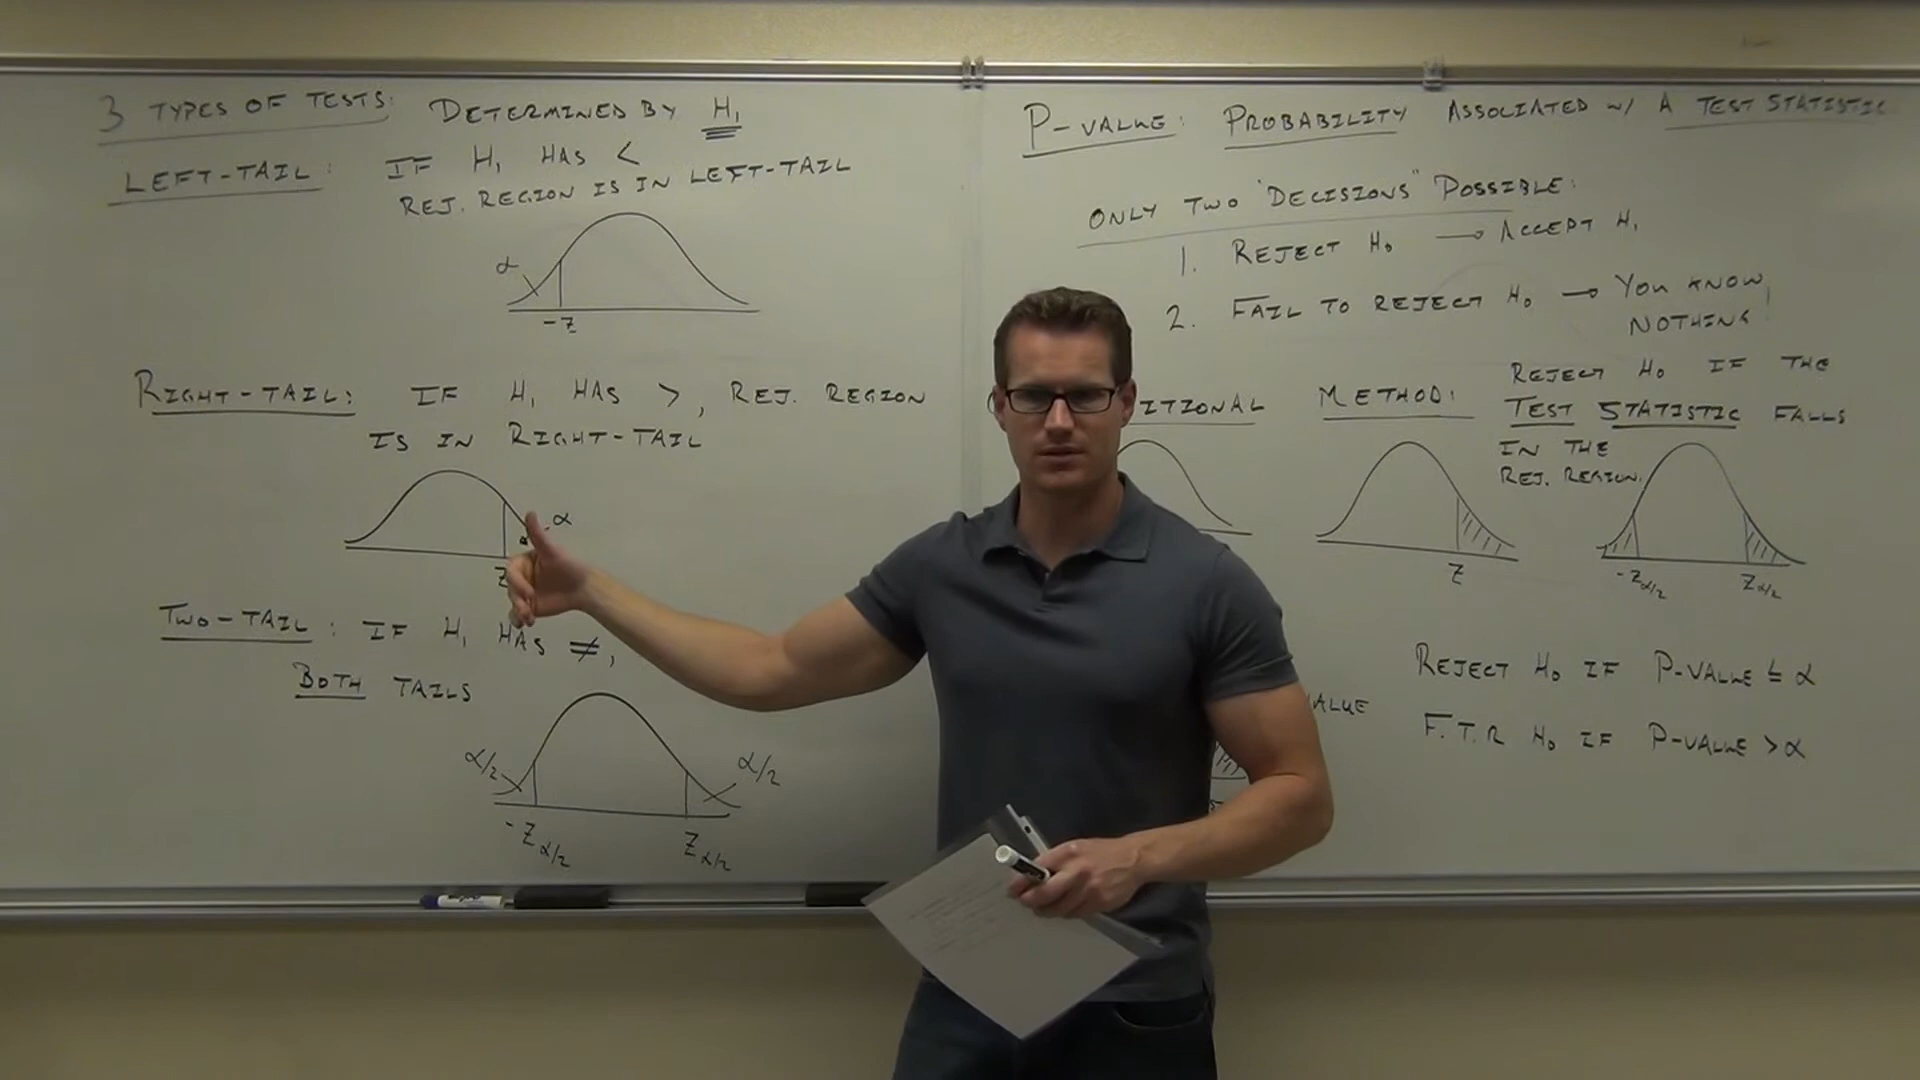 3 TYPES OF TESTS: DETERMINED BY H₁
LEFT-TAIL: IF H₁ HAS <
REJ. REGION IS IN LEFT-TAIL
α
-Z
RIGHT-TAIL: IF H₁ HAS >, REJ. REGION
IS IN RIGHT-TAIL
α
Z
TWO-TAIL: IF H₁ HAS ≠,
BOTH TAILS
α/2
α/2
-Zα/2
Zα/2
P-VALUE: PROBABILITY ASSOCIATED W/ A TEST STATISTIC
ONLY TWO "DECISIONS" POSSIBLE:
1. REJECT H₀ → ACCEPT H₁
2. FAIL TO REJECT H₀ → YOU KNOW
NOTHING!
ITIONAL METHOD: REJECT H₀ IF THE
TEST STATISTIC FALLS
IN THE
REJ. REGION.
Z
-Zα/2
Zα/2
ALUE
REJECT H₀ IF P-VALUE ≤ α
F.T.R H₀ IF P-VALUE > α